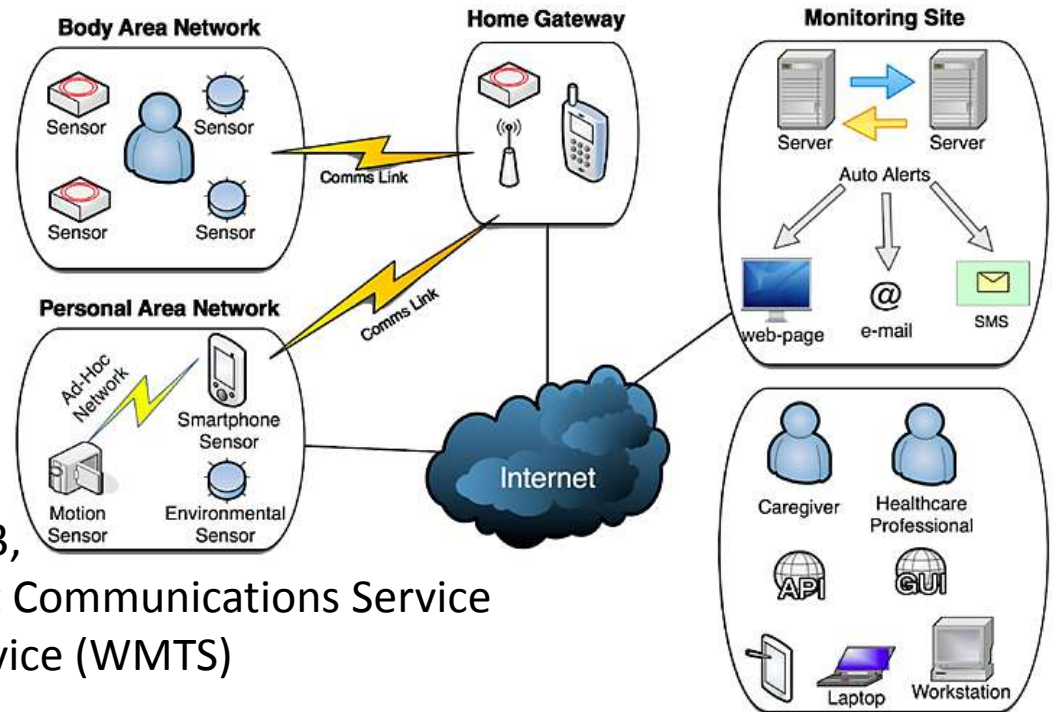 Body Area Network
Sensor
Sensor
Sensor
Sensor
Comms Link
Home Gateway
Monitoring Site
Server
Server
Auto Alerts
web-page
@
e-mail
SMS
Personal Area Network
Ad-Hoc
Network
Smartphone
Sensor
Motion
Sensor
Environmental
Sensor
Comms Link
Internet
Caregiver
Healthcare
Professional
API
GUI
Laptop
Workstation
Communications Service
vice (WMTS)